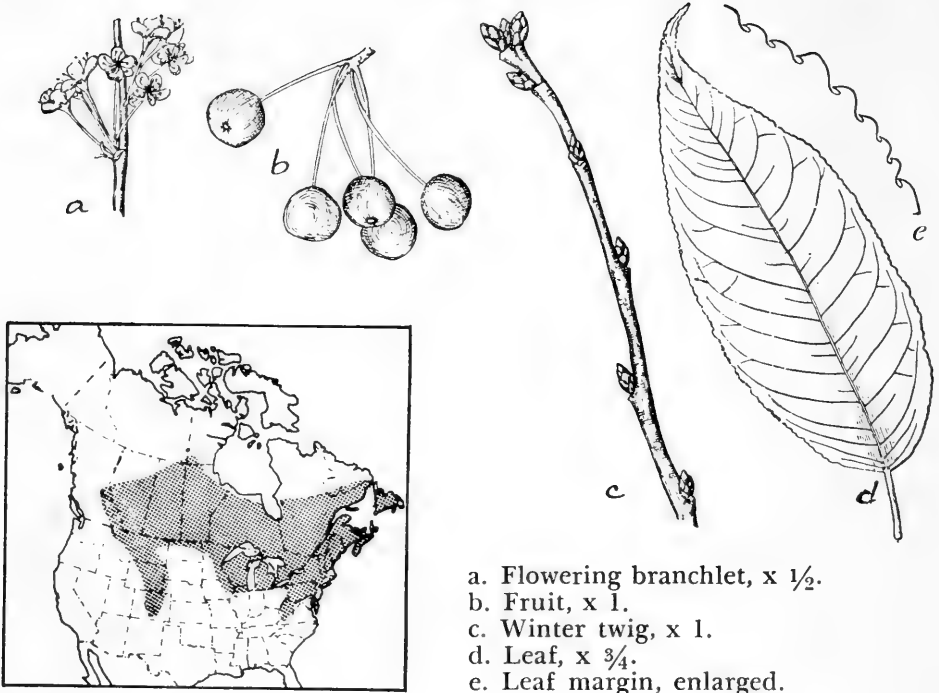 a
b
c
d
e
a. Flowering branchlet, x ½.
b. Fruit, x 1.
c. Winter twig, x 1.
d. Leaf, x ¾.
e. Leaf margin, enlarged.